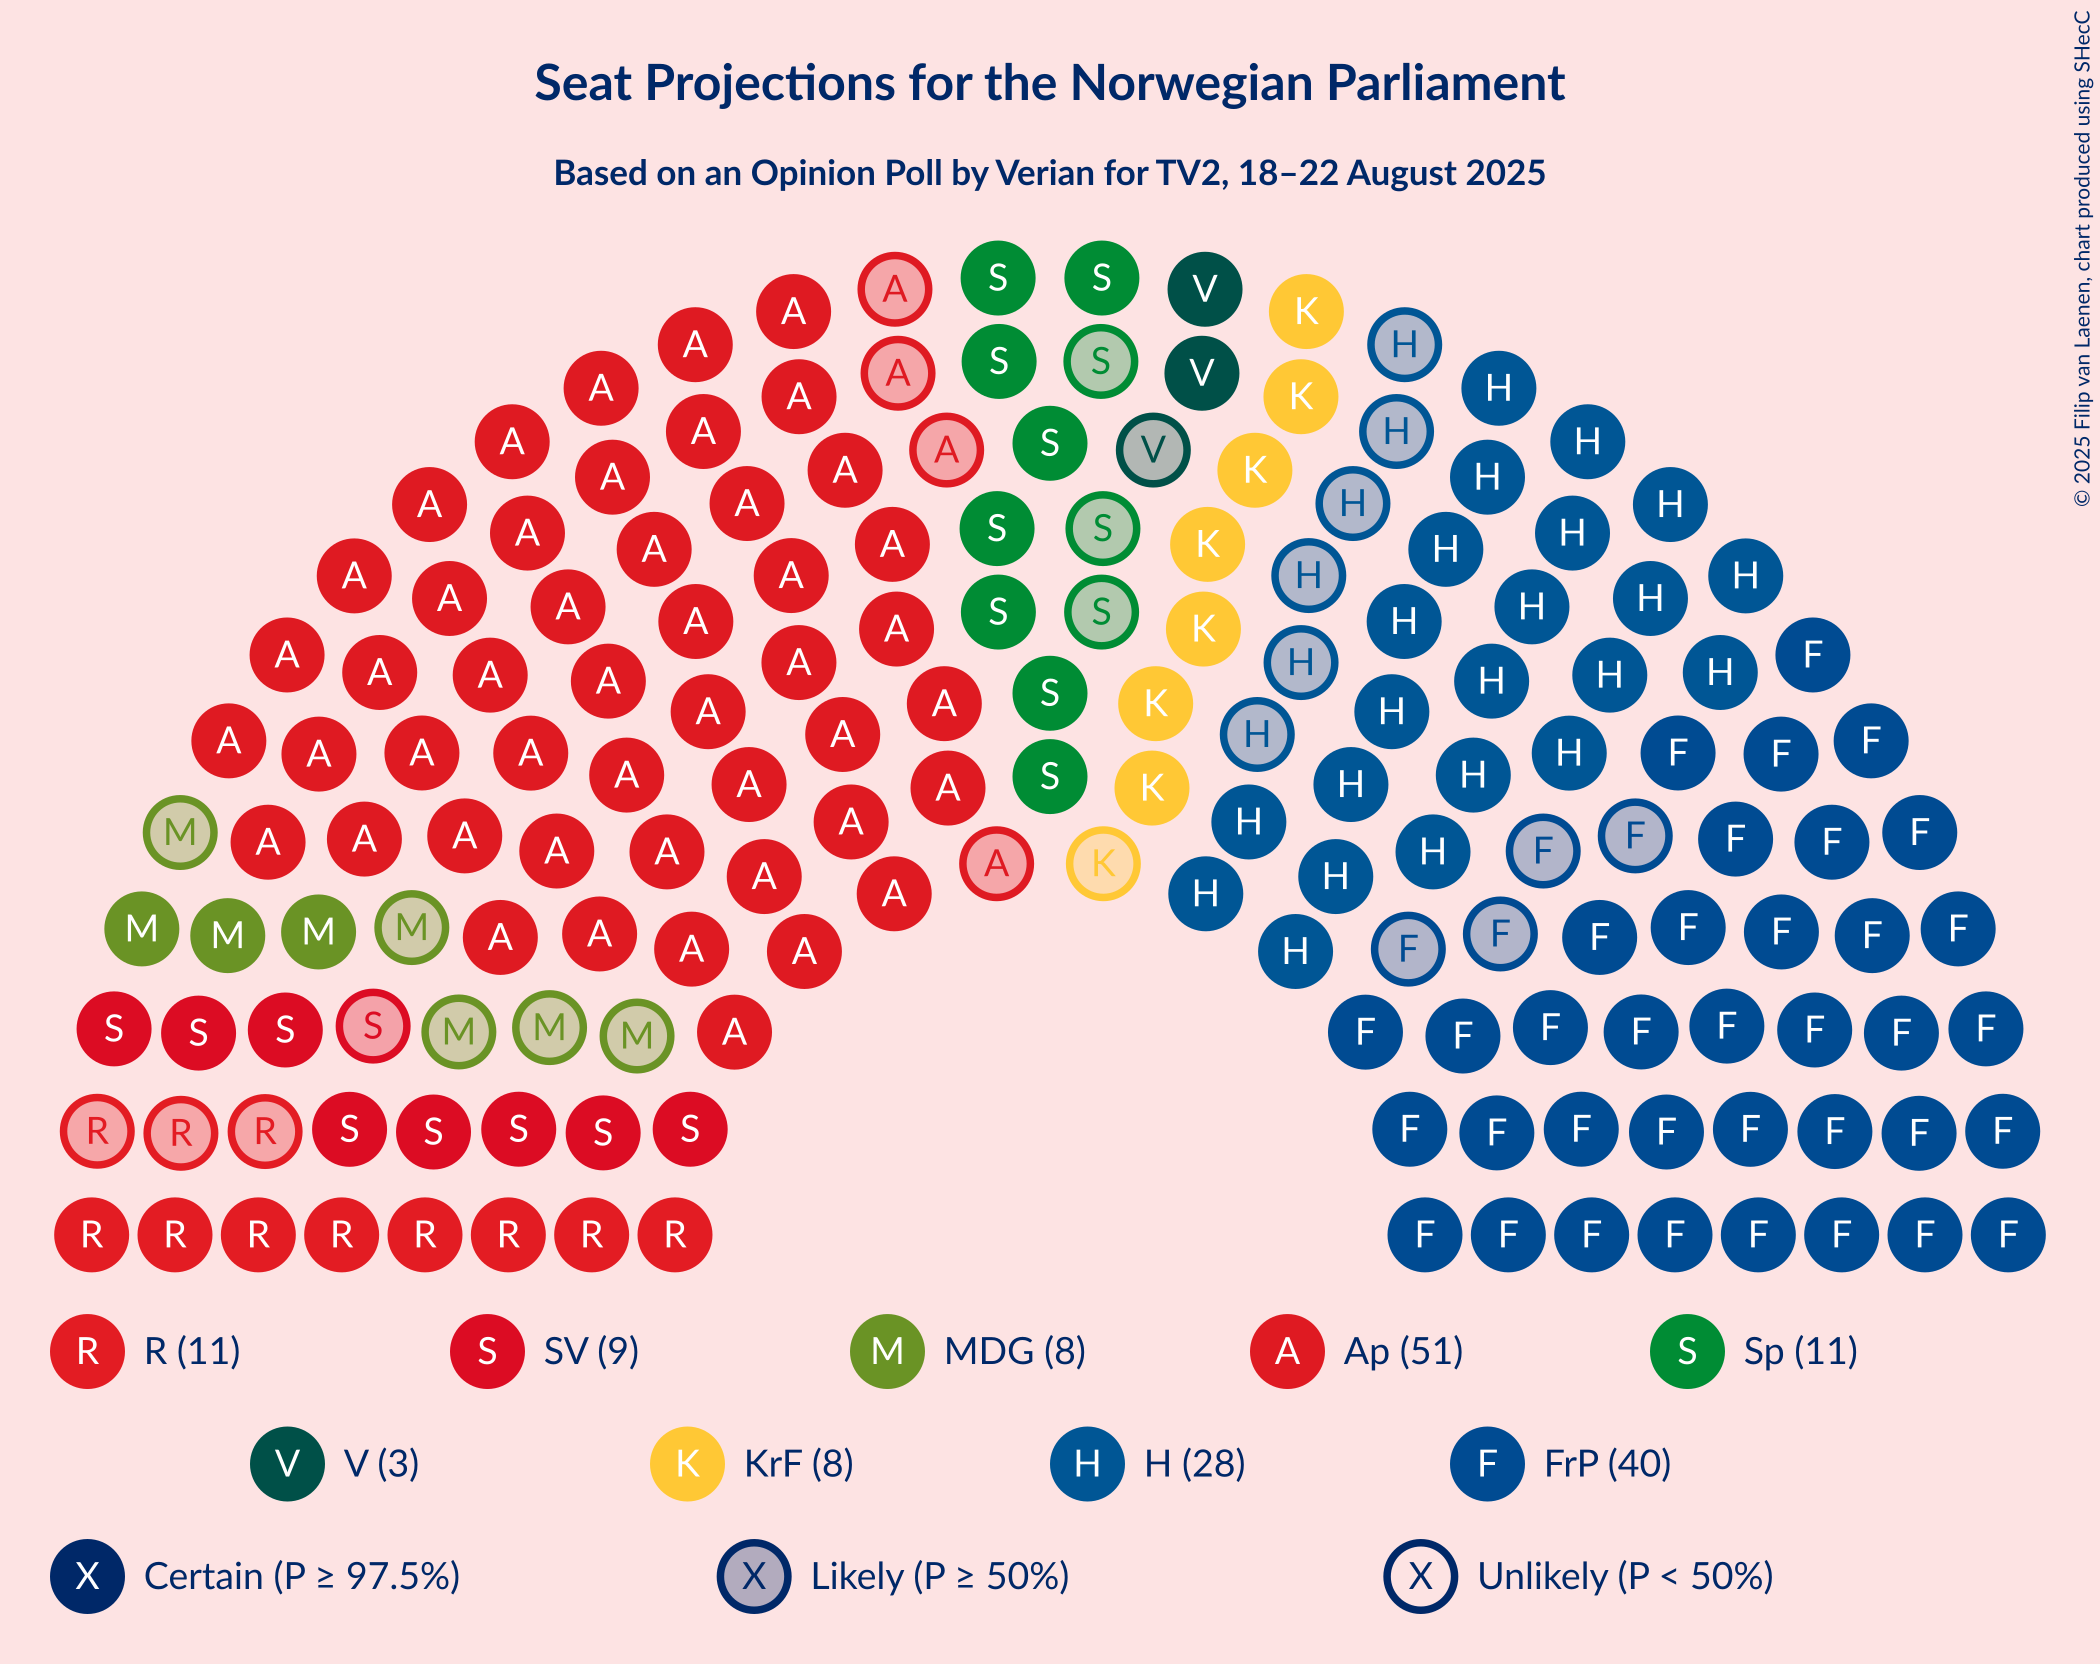 Seat Projections for the Norwegian Parliament
Based on an Opinion Poll by Verian for TV2, 18–22 August 2025
© 2025 Filip van Laenen, chart produced using SHecC
A S S V K
A A H
A A S S V K H H
A A A A S V K H H H
A A A A A S S K H H H H H
A A A A A A S S K H H H H H F
A A A A A A A S K H H H H H F F F
A A A A A A A A S K H H H H F F F
M A A A A A A A A K H H H F F F F F
M M M M A A A A A H H F F F F F F F
S S S S M M M A F F F F F F F F
R R R S S S S S F F F F F F F F
R R R R R R R R F F F F F F F F
R R (11) S SV (9) M MDG (8) A Ap (51) S Sp (11)
V V (3) K KrF (8) H H (28) F FrP (40)
X Certain (P ≥ 97.5%) X Likely (P ≥ 50%) X Unlikely (P < 50%)